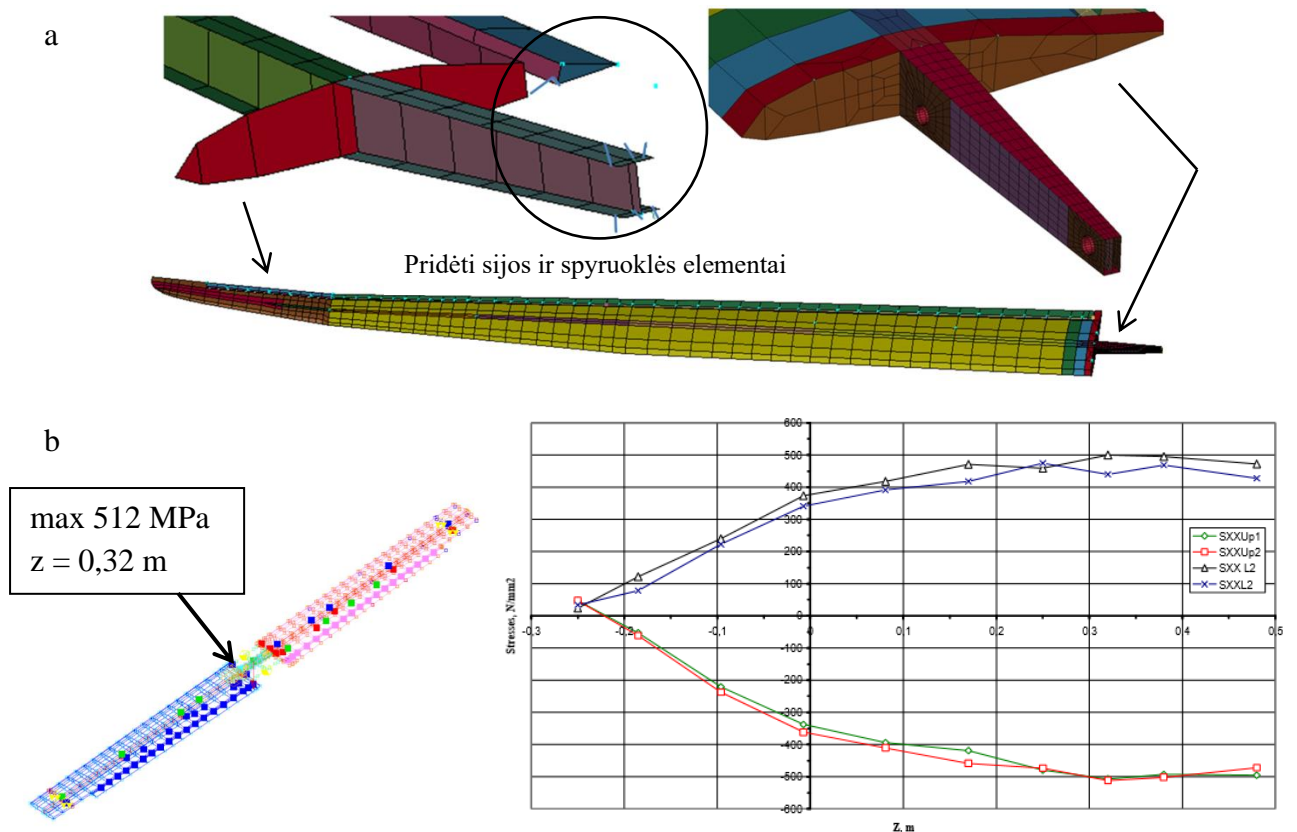 a
Pridėti sijos ir spyruoklės elementai
b
max 512 MPa
z = 0,32 m
600
500
400
300
200
100
0
-100
-200
-300
-400
-500
-600
-0.3
-0.2
-0.1
0
0.1
0.2
0.3
0.4
0.5
Stresses, N/mm2
Z, m
SXXUp1
SXXUp2
SXX L2
SXXL2